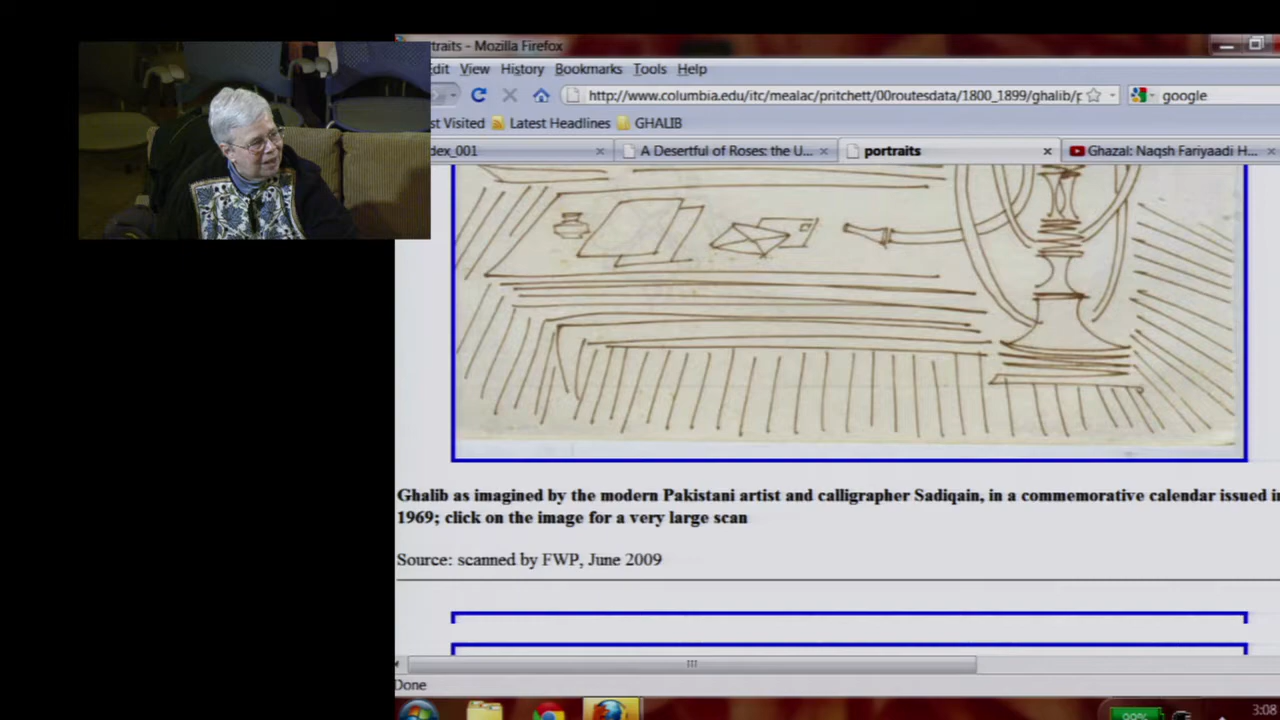 traits - Mozilla Firefox
Edit View History Bookmarks Tools Help
http://www.columbia.edu/itc/mealac/pritchett/00routesdata/1800_1899/ghalib/p google
st Visited Latest Headlines GHALIB
dex_001 A Desertful of Roses: the U... portraits Ghazal: Naqsh Fariyaadi H...
Ghalib as imagined by the modern Pakistani artist and calligrapher Sadiqain, in a commemorative calendar issued in
1969; click on the image for a very large scan
Source: scanned by FWP, June 2009
Done
99% 3:08